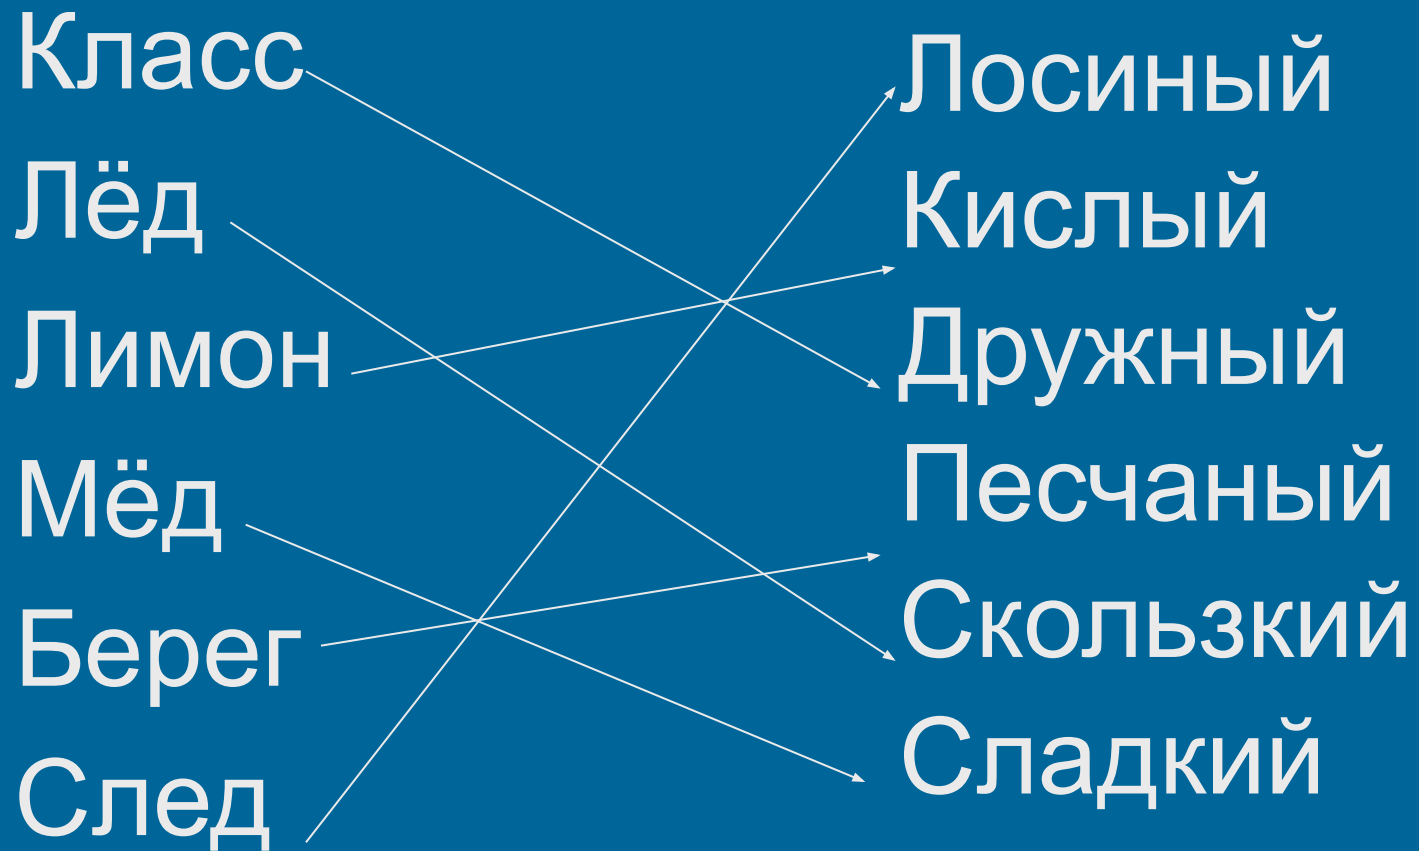 Класс
Лёд
Лимон
Мёд
Берег
След
Лосиный
Кислый
Дружный
Песчаный
Скользкий
Сладкий